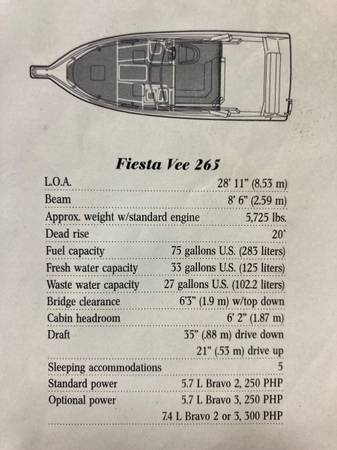 Fiesta Vee 265
L.O.A. 28' 11" (8.53 m)
Beam 8' 6" (2.59 m)
Approx. weight w/standard engine 5,725 lbs.
Dead rise 20°
Fuel capacity 75 gallons U.S. (283 liters)
Fresh water capacity 33 gallons U.S. (125 liters)
Waste water capacity 27 gallons U.S. (102.2 liters)
Bridge clearance 6'3" (1.9 m) w/top down
Cabin headroom 6' 2" (1.87 m)
Draft 35" (.88 m) drive down
21" (.53 m) drive up
Sleeping accommodations 5
Standard power 5.7 L Bravo 2, 250 PHP
Optional power 5.7 L Bravo 3, 250 PHP
7.4 L Bravo 2 or 3, 300 PHP